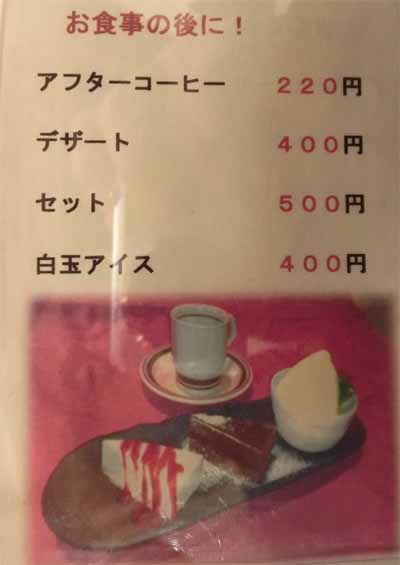 お食事の後に！
アフターコーヒー ２２０円
デザート ４００円
セット ５００円
白玉アイス ４００円